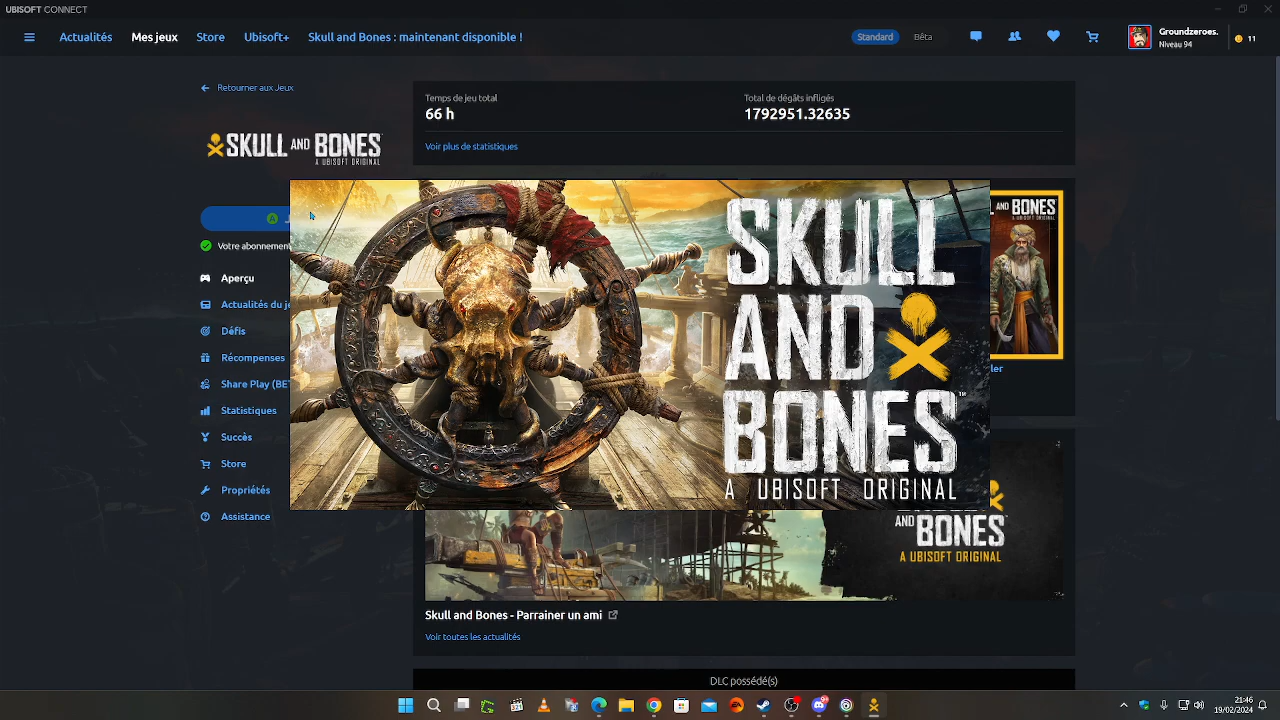 UBISOFT CONNECT
Actualités
Mes jeux
Store
Ubisoft+
Skull and Bones : maintenant disponible !
Standard
Bêta
Groundzeroes.
Niveau 94
11
Retourner aux Jeux
SKULL AND BONES
A UBISOFT ORIGINAL
Temps de jeu total
66 h
Total de dégâts infligés
1792951.32635
Voir plus de statistiques
A
Votre abonnement
Aperçu
Actualités du je
Défis
Récompenses
Share Play (BE
Statistiques
Succès
Store
Propriétés
Assistance
SKULL
AND
BONES™
A UBISOFT ORIGINAL
AND BONES
ler
AND
BONES
A UBISOFT ORIGINAL
Skull and Bones - Parrainer un ami
Voir toutes les actualités
DLC possédé(s)
21:46
19/02/2024